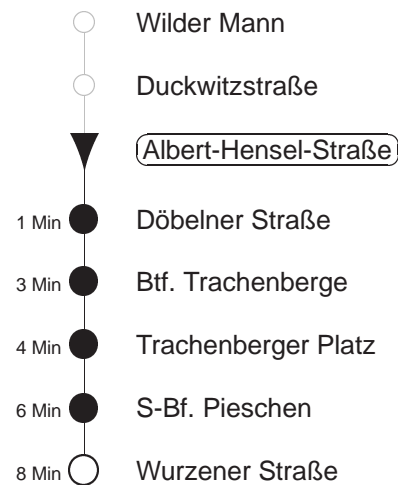 Wilder Mann
Duckwitzstraße
Albert-Hensel-Straße
1 Min Döbelner Straße
3 Min Btf. Trachenberge
4 Min Trachenberger Platz
6 Min S-Bf. Pieschen
8 Min Wurzener Straße